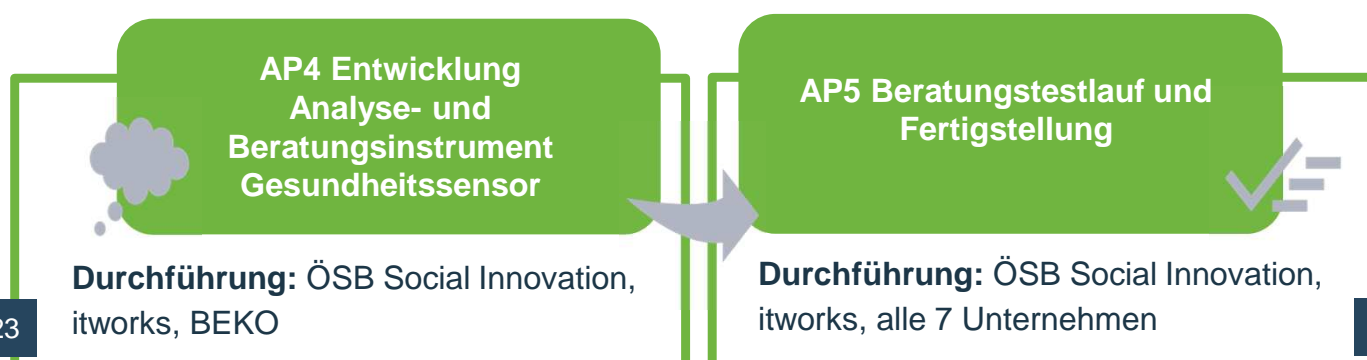 AP4 Entwicklung
Analyse- und
Beratungsinstrument
Gesundheitssensor
Durchführung: ÖSB Social Innovation,
itworks, BEKO
23
AP5 Beratungstestlauf und
Fertigstellung
Durchführung: ÖSB Social Innovation,
itworks, alle 7 Unternehmen